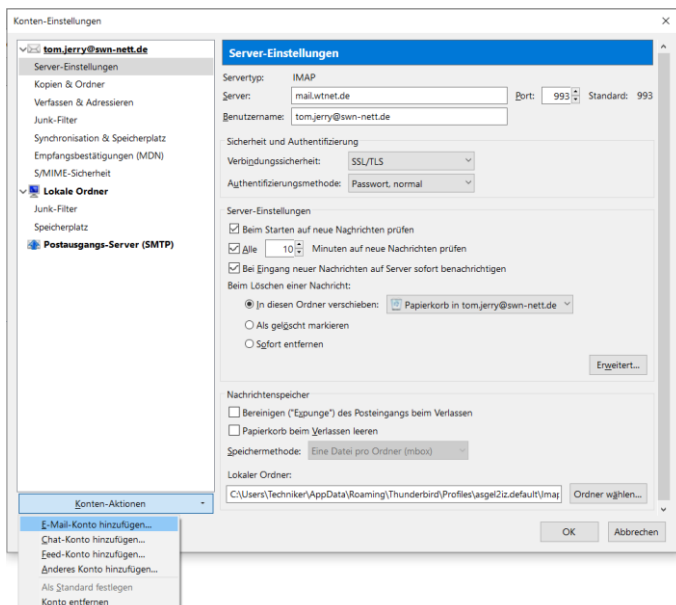 Konten-Einstellungen
tom.jerry@swn-nett.de
Server-Einstellungen
Kopien & Ordner
Verfassen & Adressieren
Junk-Filter
Synchronisation & Speicherplatz
Empfangsbestätigungen (MDN)
S/MIME-Sicherheit
Lokale Ordner
Junk-Filter
Speicherplatz
Postausgangs-Server (SMTP)
Konten-Aktionen
E-Mail-Konto hinzufügen...
Chat-Konto hinzufügen...
Feed-Konto hinzufügen...
Anderes Konto hinzufügen...
Als Standard festlegen
Konto entfernen
Server-Einstellungen
Servertyp: IMAP
Server: mail.wtnet.de Port: 993 Standard: 993
Benutzername: tom.jerry@swn-nett.de
Sicherheit und Authentifizierung
Verbindungssicherheit: SSL/TLS
Authentifizierungsmethode: Passwort, normal
Server-Einstellungen
Beim Starten auf neue Nachrichten prüfen
Alle 10 Minuten auf neue Nachrichten prüfen
Bei Eingang neuer Nachrichten auf Server sofort benachrichtigen
Beim Löschen einer Nachricht:
In diesen Ordner verschieben: Papierkorb in tom.jerry@swn-nett.de
Als gelöscht markieren
Sofort entfernen
Erweitert...
Nachrichtenspeicher
Bereinigen ("Expunge") des Posteingangs beim Verlassen
Papierkorb beim Verlassen leeren
Speichermethode: Eine Datei pro Ordner (mbox)
Lokaler Ordner:
C:\Users\Techniker\AppData\Roaming\Thunderbird\Profiles\asgel2iz.default\Imap Ordner wählen...
OK Abbrechen